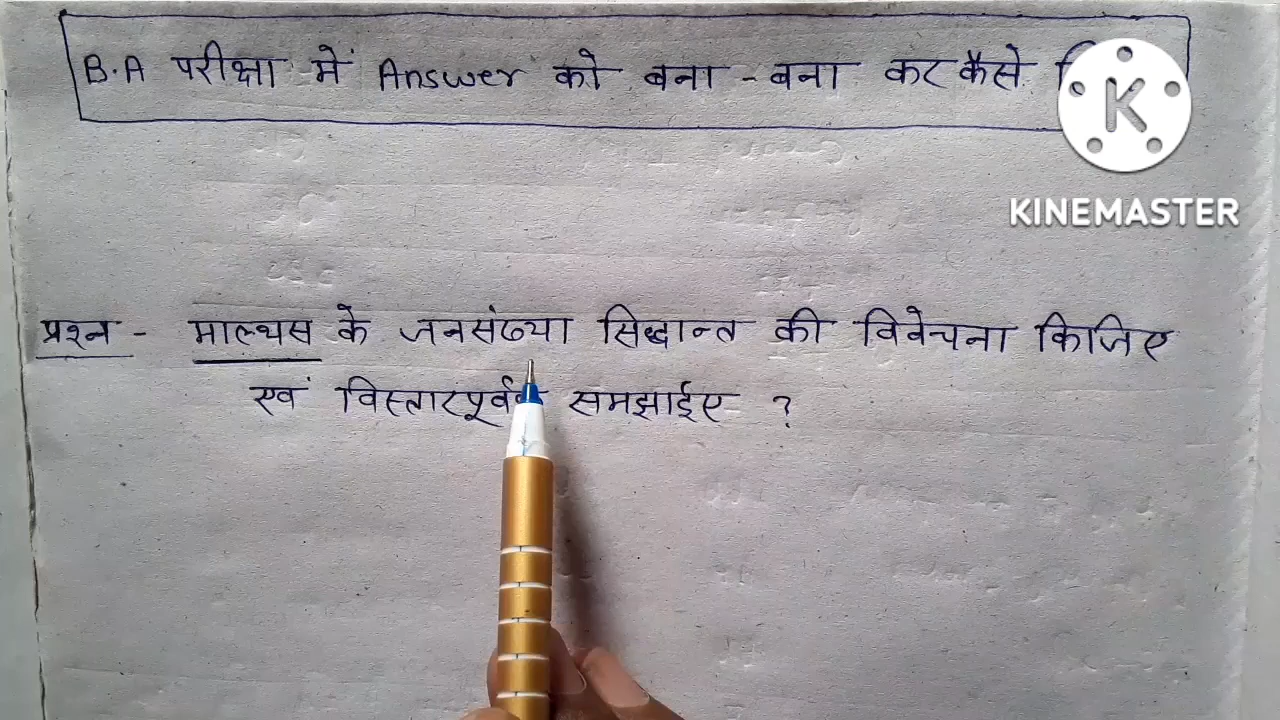 B.A परीक्षा में Answer को बना - बना कर कैसे
K
KINEMASTER
प्रश्न - माल्थस के जनसंख्या सिद्धान्त की विवेचना किजिए
एवं विस्तारपूर्वक समझाईए ?